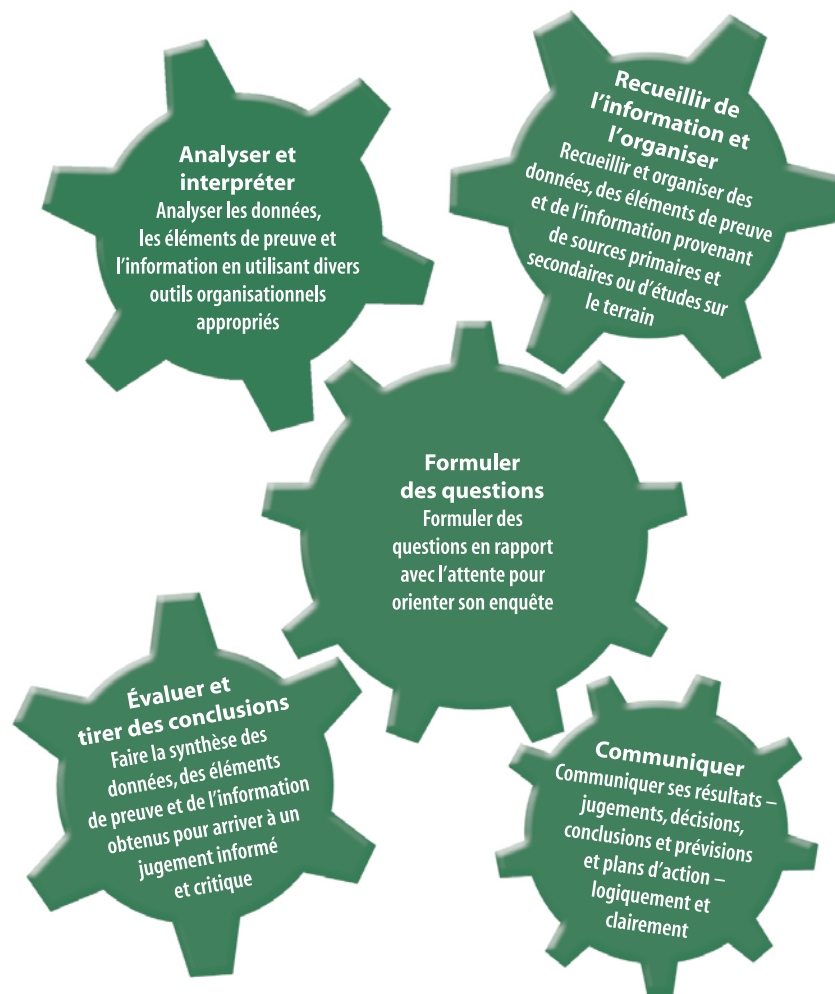 Analyser et
interpréter
Analyser les données,
les éléments de preuve et
l'information en utilisant divers
outils organisationnels
appropriés
Recueillir de
l'information et
l'organiser
Recueillir et organiser des
données, des éléments de preuve
et de l'information provenant
de sources primaires et
secondaires ou d'études sur
le terrain
Formuler
des questions
Formuler des
questions en rapport
avec l'attente pour
orienter son enquête
Évaluer et
tirer des conclusions
Faire la synthèse des
données, des éléments
de preuve et de l'information
obtenus pour arriver à un
jugement informé
et critique
Communiquer
Communiquer ses résultats –
jugements, décisions,
conclusions et prévisions
et plans d'action –
logiquement et
clairement